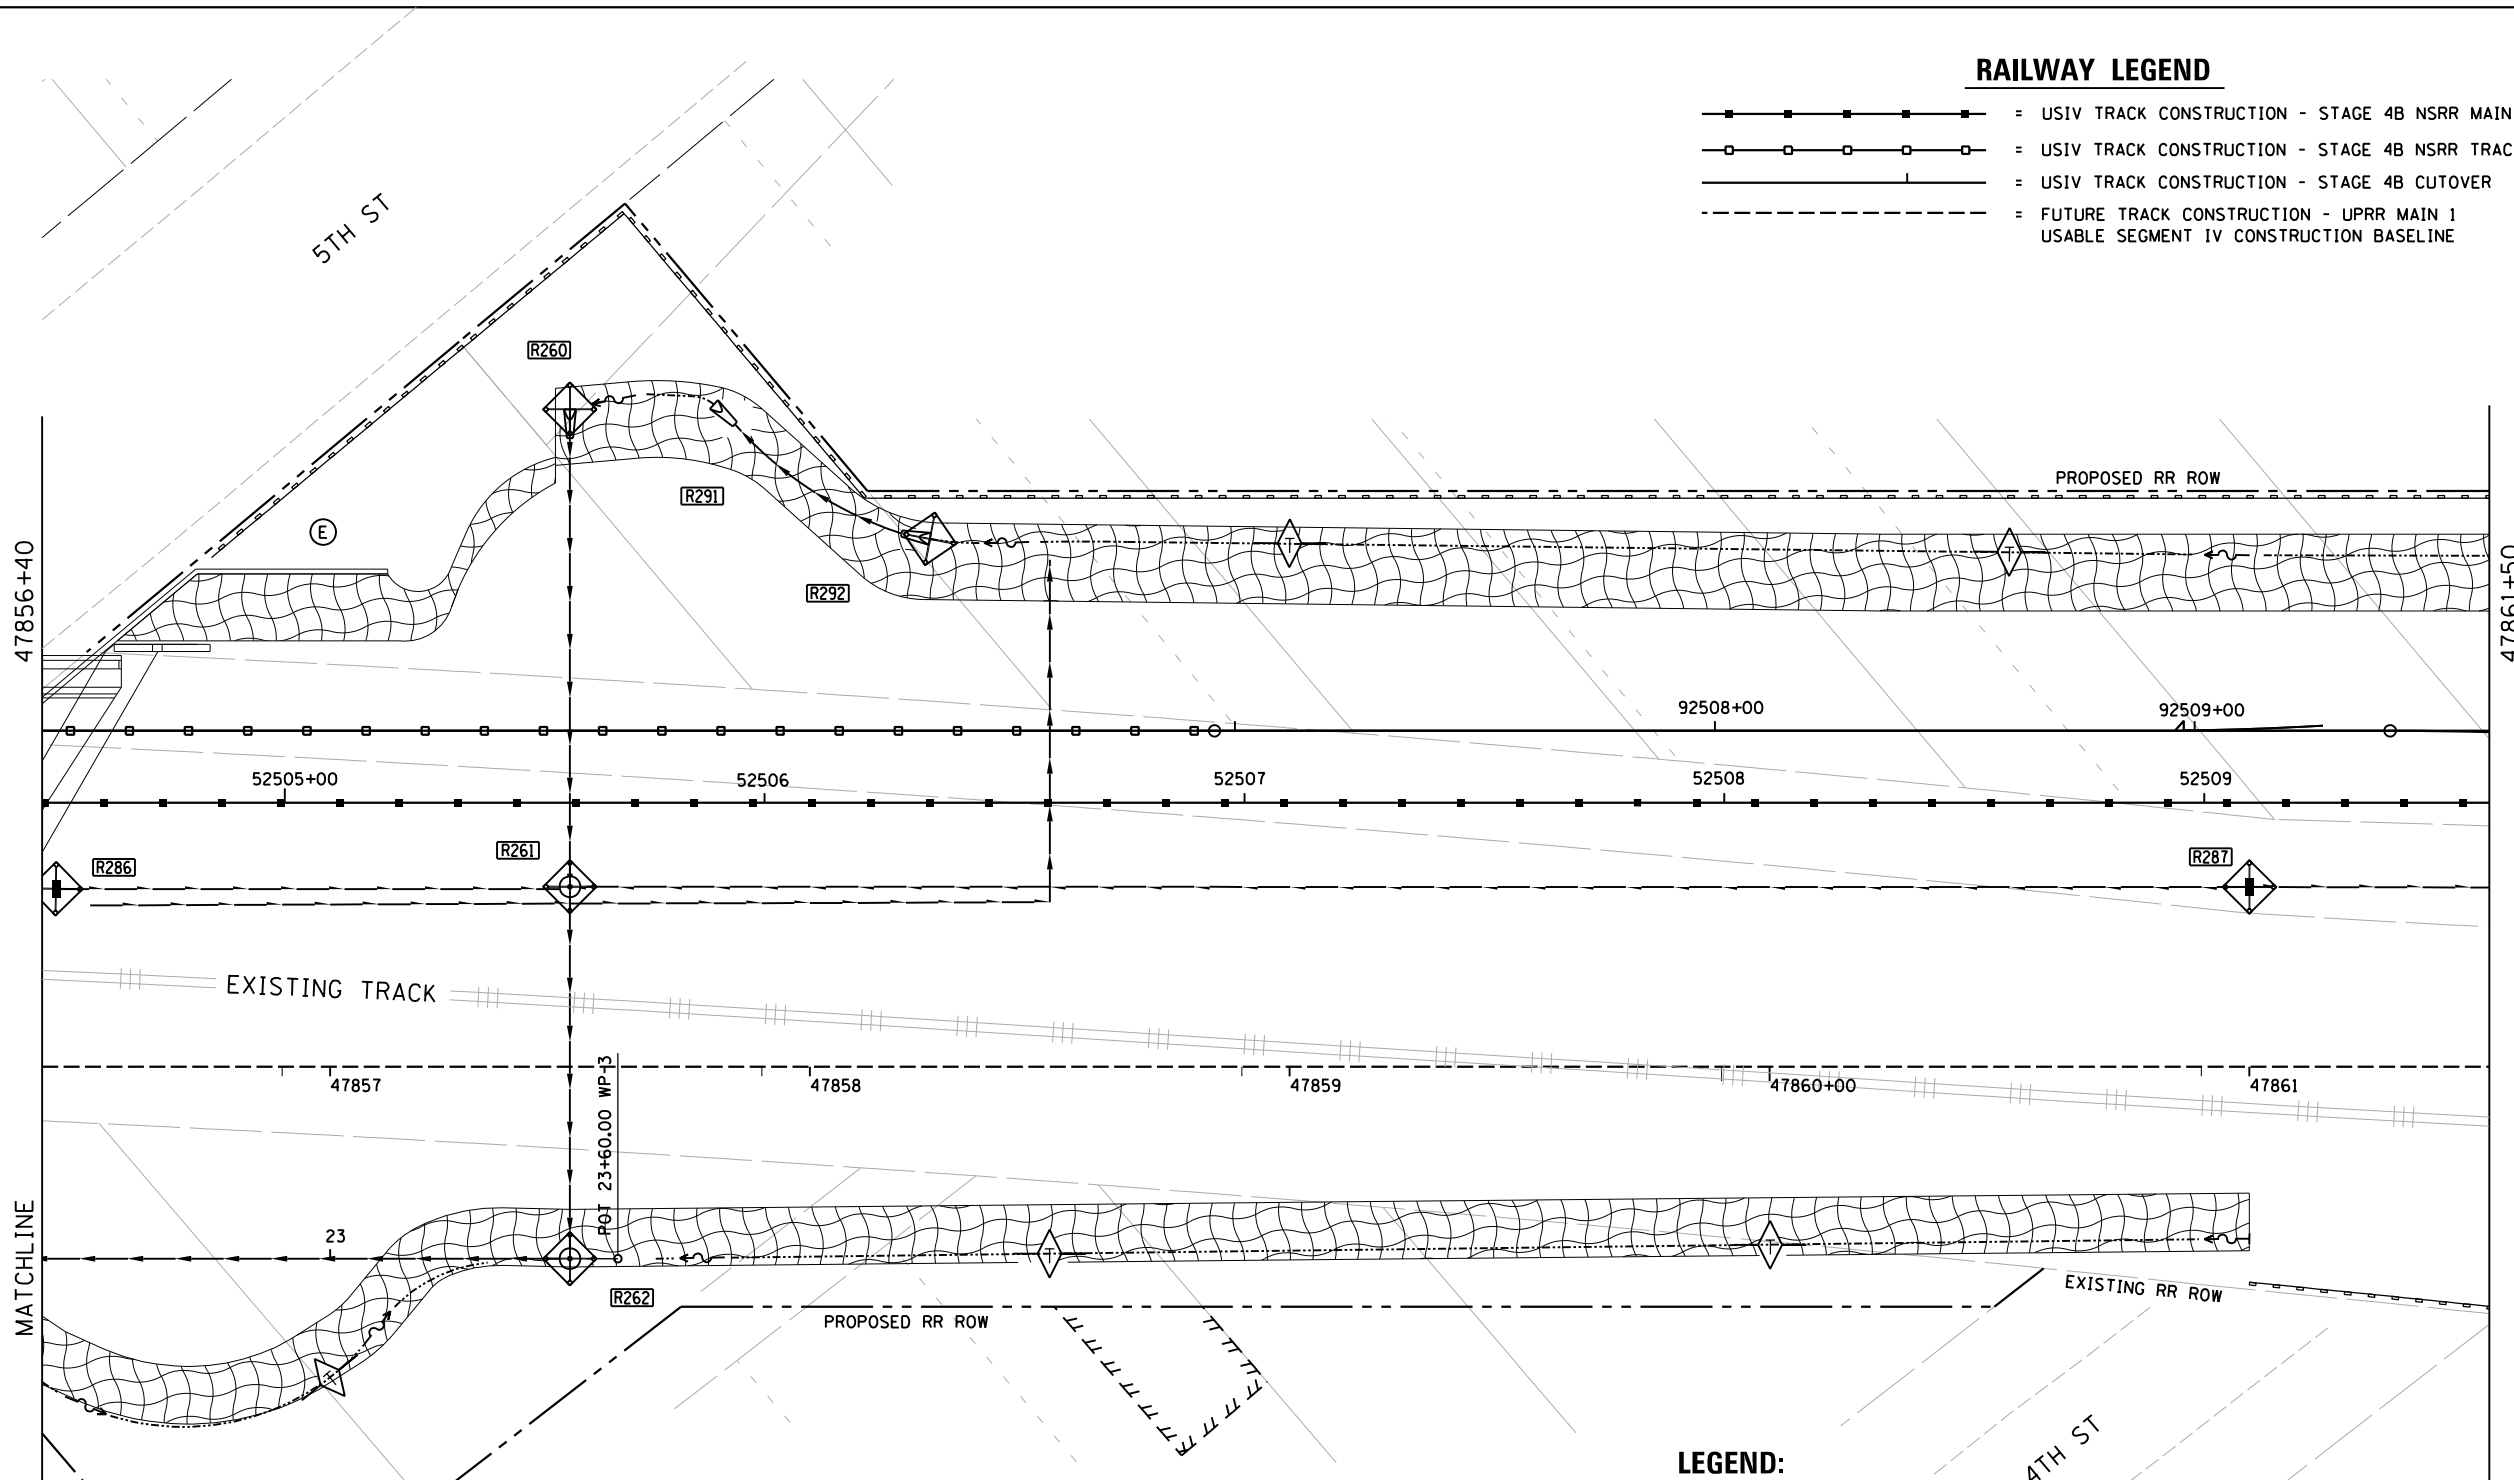 RAILWAY LEGEND
= USIV TRACK CONSTRUCTION - STAGE 4B NSRR MAIN
= USIV TRACK CONSTRUCTION - STAGE 4B NSRR TRAC
= USIV TRACK CONSTRUCTION - STAGE 4B CUTOVER
= FUTURE TRACK CONSTRUCTION - UPRR MAIN 1
USABLE SEGMENT IV CONSTRUCTION BASELINE
5TH ST
R260
PROPOSED RR ROW
R291
E
R292
47856+40
47861+50
92508+00
92509+00
52505+00
52506
52507
52508
52509
R286
R261
R287
EXISTING TRACK
47857
47858
47859
47860+00
47861
POT 23+60.00 WP-13
MATCHLINE
23
R262
PROPOSED RR ROW
EXISTING RR ROW
4TH ST
LEGEND: